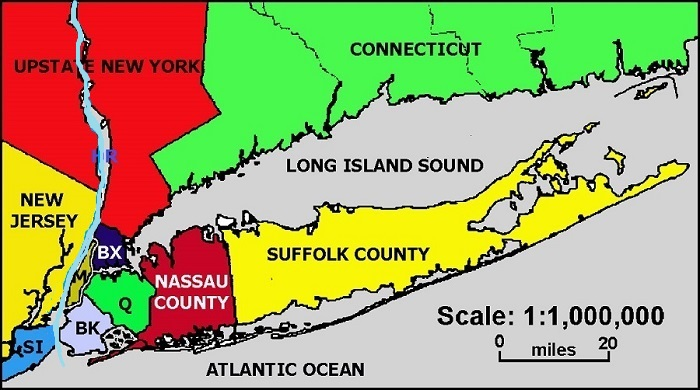 CONNECTICUT
UPSTATE NEW YORK
HR
LONG ISLAND SOUND
NEW
JERSEY
BX
SUFFOLK COUNTY
M
NASSAU
COUNTY
Q
BK
SI
Scale: 1:1,000,000
0 miles 20
ATLANTIC OCEAN